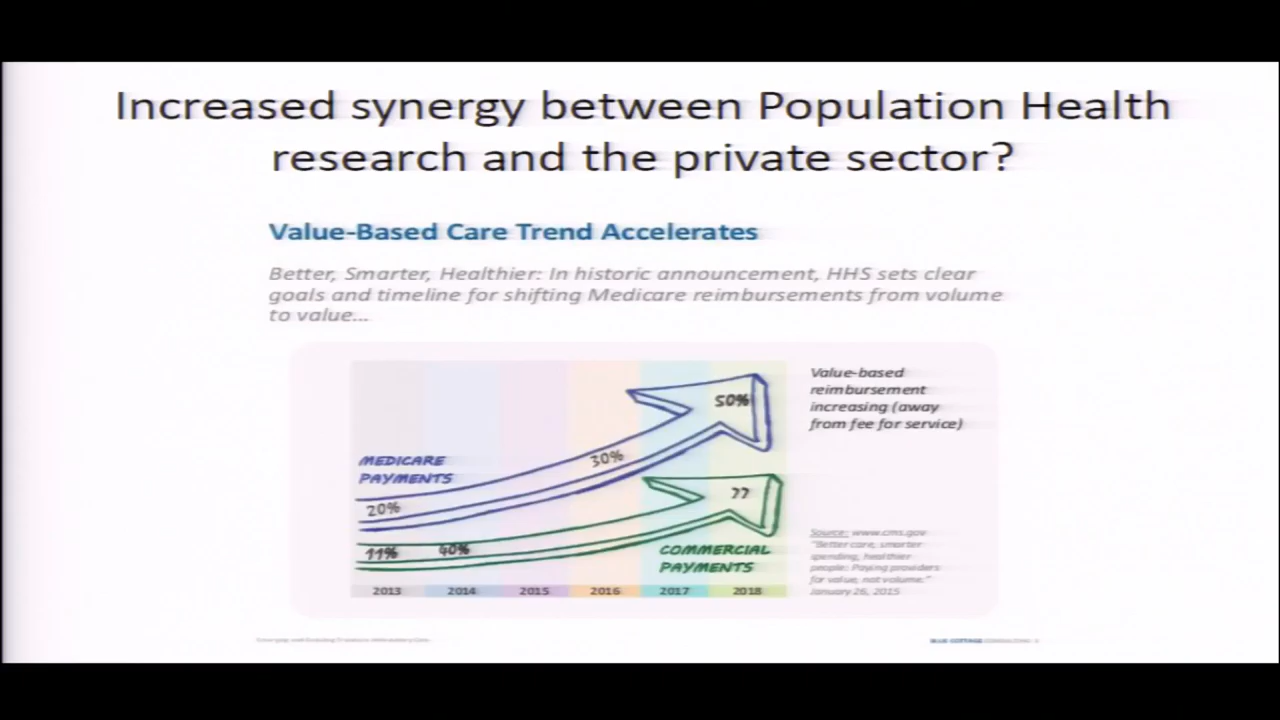 Increased synergy between Population Health
research and the private sector?
Value-Based Care Trend Accelerates
Better, Smarter, Healthier: In historic announcement, HHS sets clear
goals and timeline for shifting Medicare reimbursements from volume
to value...
Value-based
reimbursement
increasing (away
from fee for service)
50%
30%
MEDICARE
PAYMENTS
20%
??
11% 40%
COMMERCIAL
PAYMENTS
2013 2014 2015 2016 2017 2018
Source: www.cms.gov
"Better care, smarter
spending, healthier
people: Paying providers
for value, not volume."
January 26, 2015
BLUE COTTAGE CONSULTING